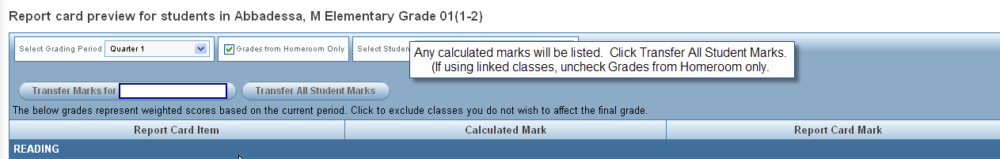 Report card preview for students in Abbadessa, M Elementary Grade 01(1-2)
Select Grading Period Quarter 1 Grades from Homeroom Only Select Studen
Any calculated marks will be listed. Click Transfer All Student Marks.
(If using linked classes, uncheck Grades from Homeroom only.
Transfer Marks for Transfer All Student Marks
The below grades represent weighted scores based on the current period. Click to exclude classes you do not wish to affect the final grade.
Report Card Item Calculated Mark Report Card Mark
READING